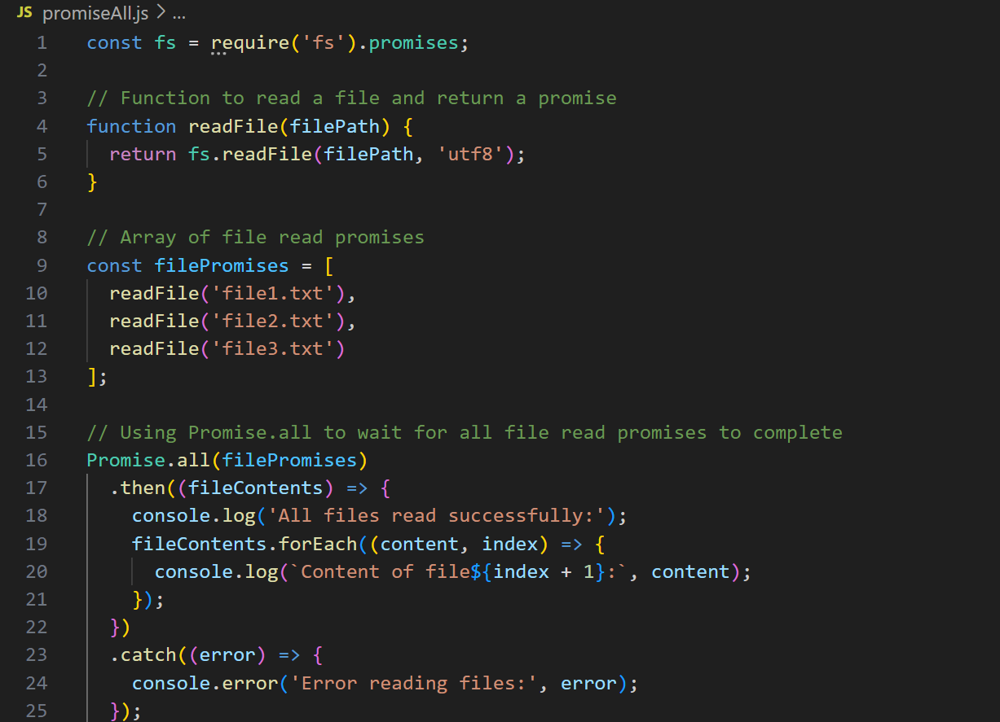 JS promiseAll.js > ...
1 const fs = require('fs').promises;
2
3 // Function to read a file and return a promise
4 function readFile(filePath) {
5   return fs.readFile(filePath, 'utf8');
6 }
7
8 // Array of file read promises
9 const filePromises = [
10   readFile('file1.txt'),
11   readFile('file2.txt'),
12   readFile('file3.txt')
13 ];
14
15 // Using Promise.all to wait for all file read promises to complete
16 Promise.all(filePromises)
17   .then((fileContents) => {
18     console.log('All files read successfully:');
19     fileContents.forEach((content, index) => {
20       console.log(`Content of file${index + 1}:`, content);
21     });
22   })
23   .catch((error) => {
24     console.error('Error reading files:', error);
25   });